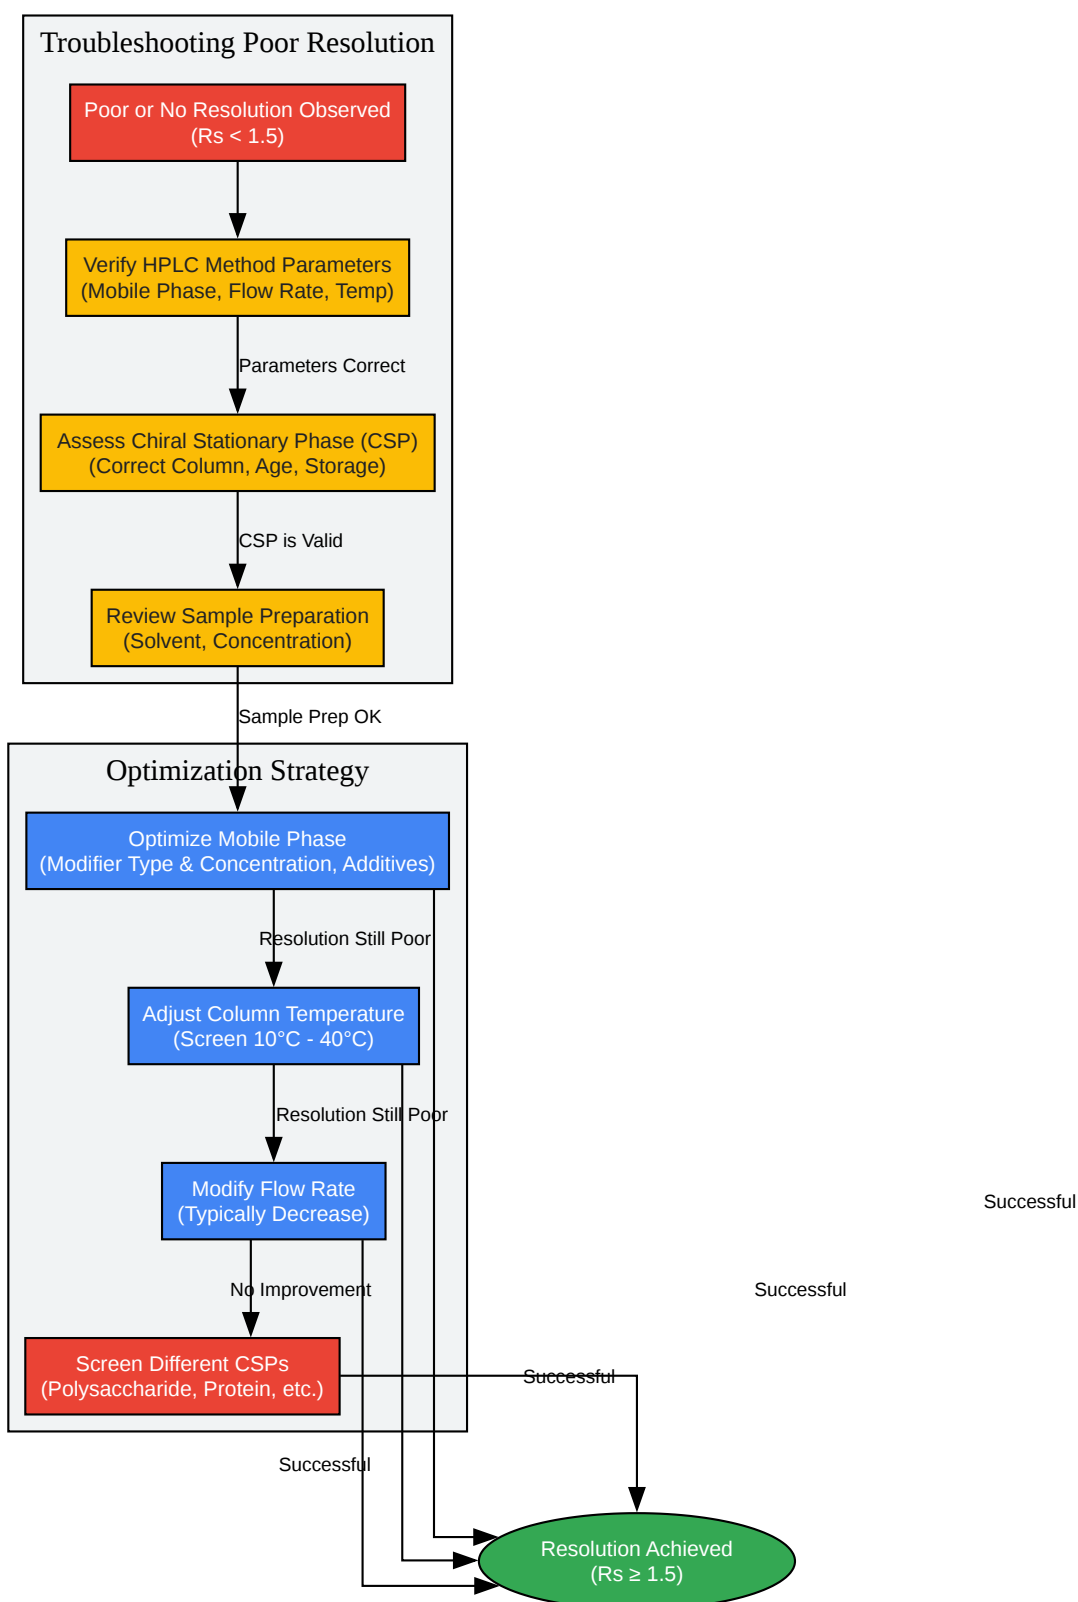 Troubleshooting Poor Resolution
Poor or No Resolution Observed
(Rs < 1.5)
Verify HPLC Method Parameters
(Mobile Phase, Flow Rate, Temp)
Parameters Correct
Assess Chiral Stationary Phase (CSP)
(Correct Column, Age, Storage)
CSP is Valid
Review Sample Preparation
(Solvent, Concentration)
Sample Prep OK
Optimization Strategy
Optimize Mobile Phase
(Modifier Type & Concentration, Additives)
Resolution Still Poor
Adjust Column Temperature
(Screen 10°C - 40°C)
Resolution Still Poor
Modify Flow Rate
(Typically Decrease)
Successful
No Improvement
Successful
Screen Different CSPs
(Polysaccharide, Protein, etc.)
Successful
Successful
Resolution Achieved
(Rs ≥ 1.5)